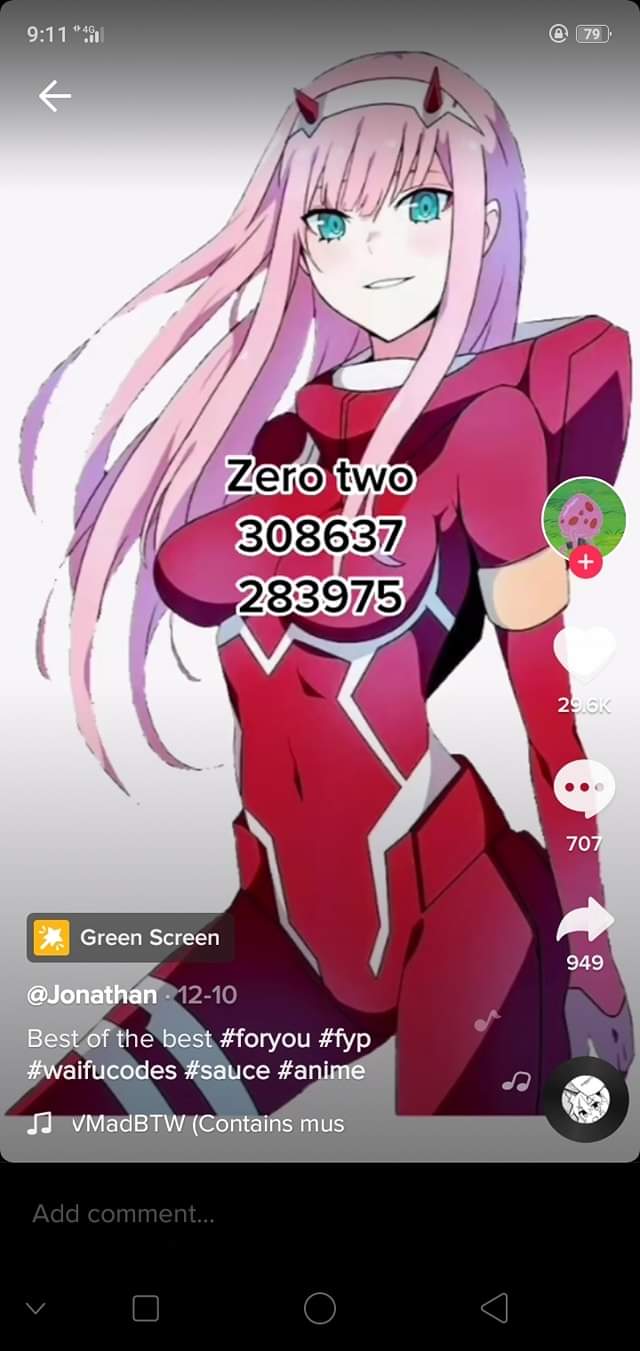 9:11 4G
79
Zero two
308637
283975
29.6K
707
949
Green Screen
@Jonathan · 12-10
Best of the best #foryou #fyp
#waifucodes #sauce #anime
√MadBTW (Contains mus
Add comment...